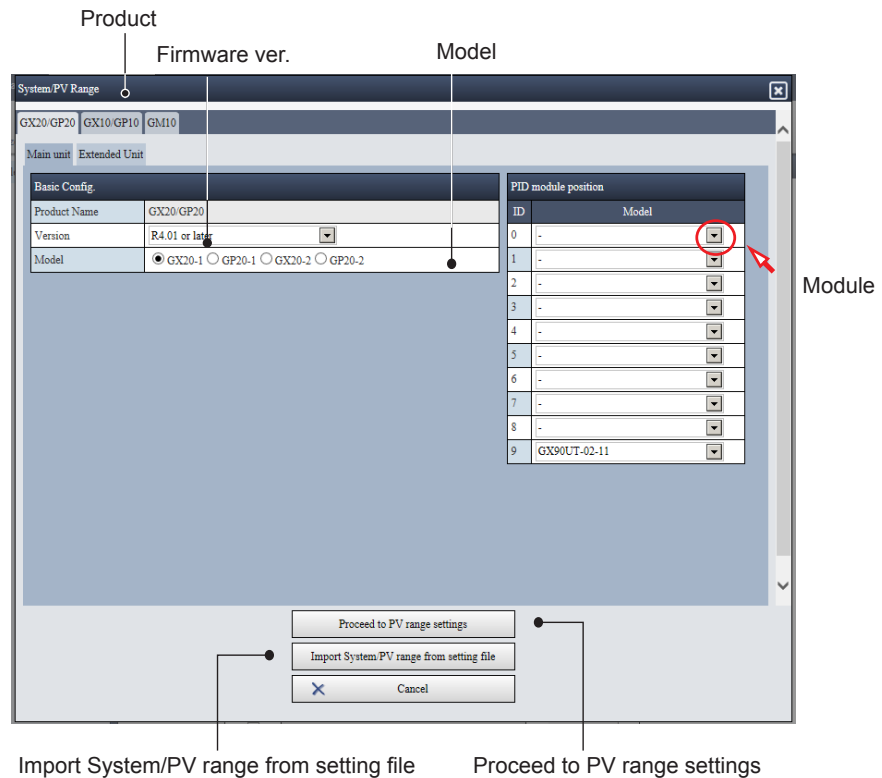 Product
Firmware ver.
Model
System/PV Range
GX20/GP20 GX10/GP10 GM10
Main unit Extended Unit
Basic Config.
Product Name GX20/GP20
Version R4.01 or later
Model GX20-1 GP20-1 GX20-2 GP20-2
PID module position
ID Model
0 -
1 -
2 -
3 -
4 -
5 -
6 -
7 -
8 -
9 GX90UT-02-11
Module
Proceed to PV range settings
Import System/PV range from setting file
Cancel
Import System/PV range from setting file
Proceed to PV range settings